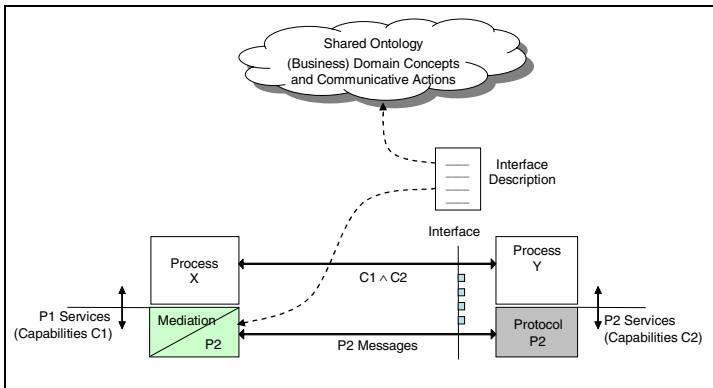 Shared Ontology
(Business) Domain Concepts
and Communicative Actions
Interface
Description
Interface
Process
X
C1 ∧ C2
Process
Y
P1 Services
(Capabilities C1)
Mediation
P2
P2 Messages
Protocol
P2
P2 Services
(Capabilities C2)